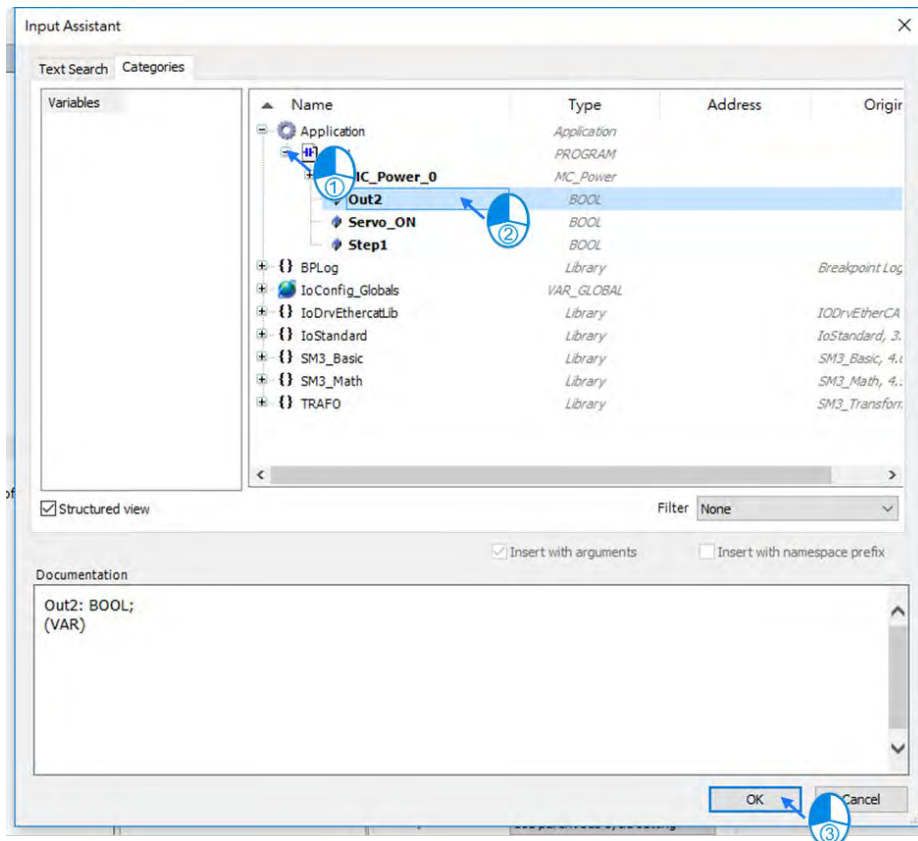 Input Assistant
Text Search Categories
Variables
Name Type Address Origin
Application Application
PROGRAM
MC_Power
Out2 BOOL
Servo_ON BOOL
Step1 BOOL
BPLog Library Breakpoint Log
IoConfig_Globals VAR_GLOBAL
IoDrvEthercatLib Library IODrvEtherCA
IoStandard Library IoStandard, 3.
SM3_Basic Library SM3_Basic, 4.
SM3_Math Library SM3_Math, 4.
TRAFO Library SM3_Transform
①
②
Structured view Filter None
Insert with arguments Insert with namespace prefix
Documentation
Out2: BOOL;
(VAR)
OK Cancel
③